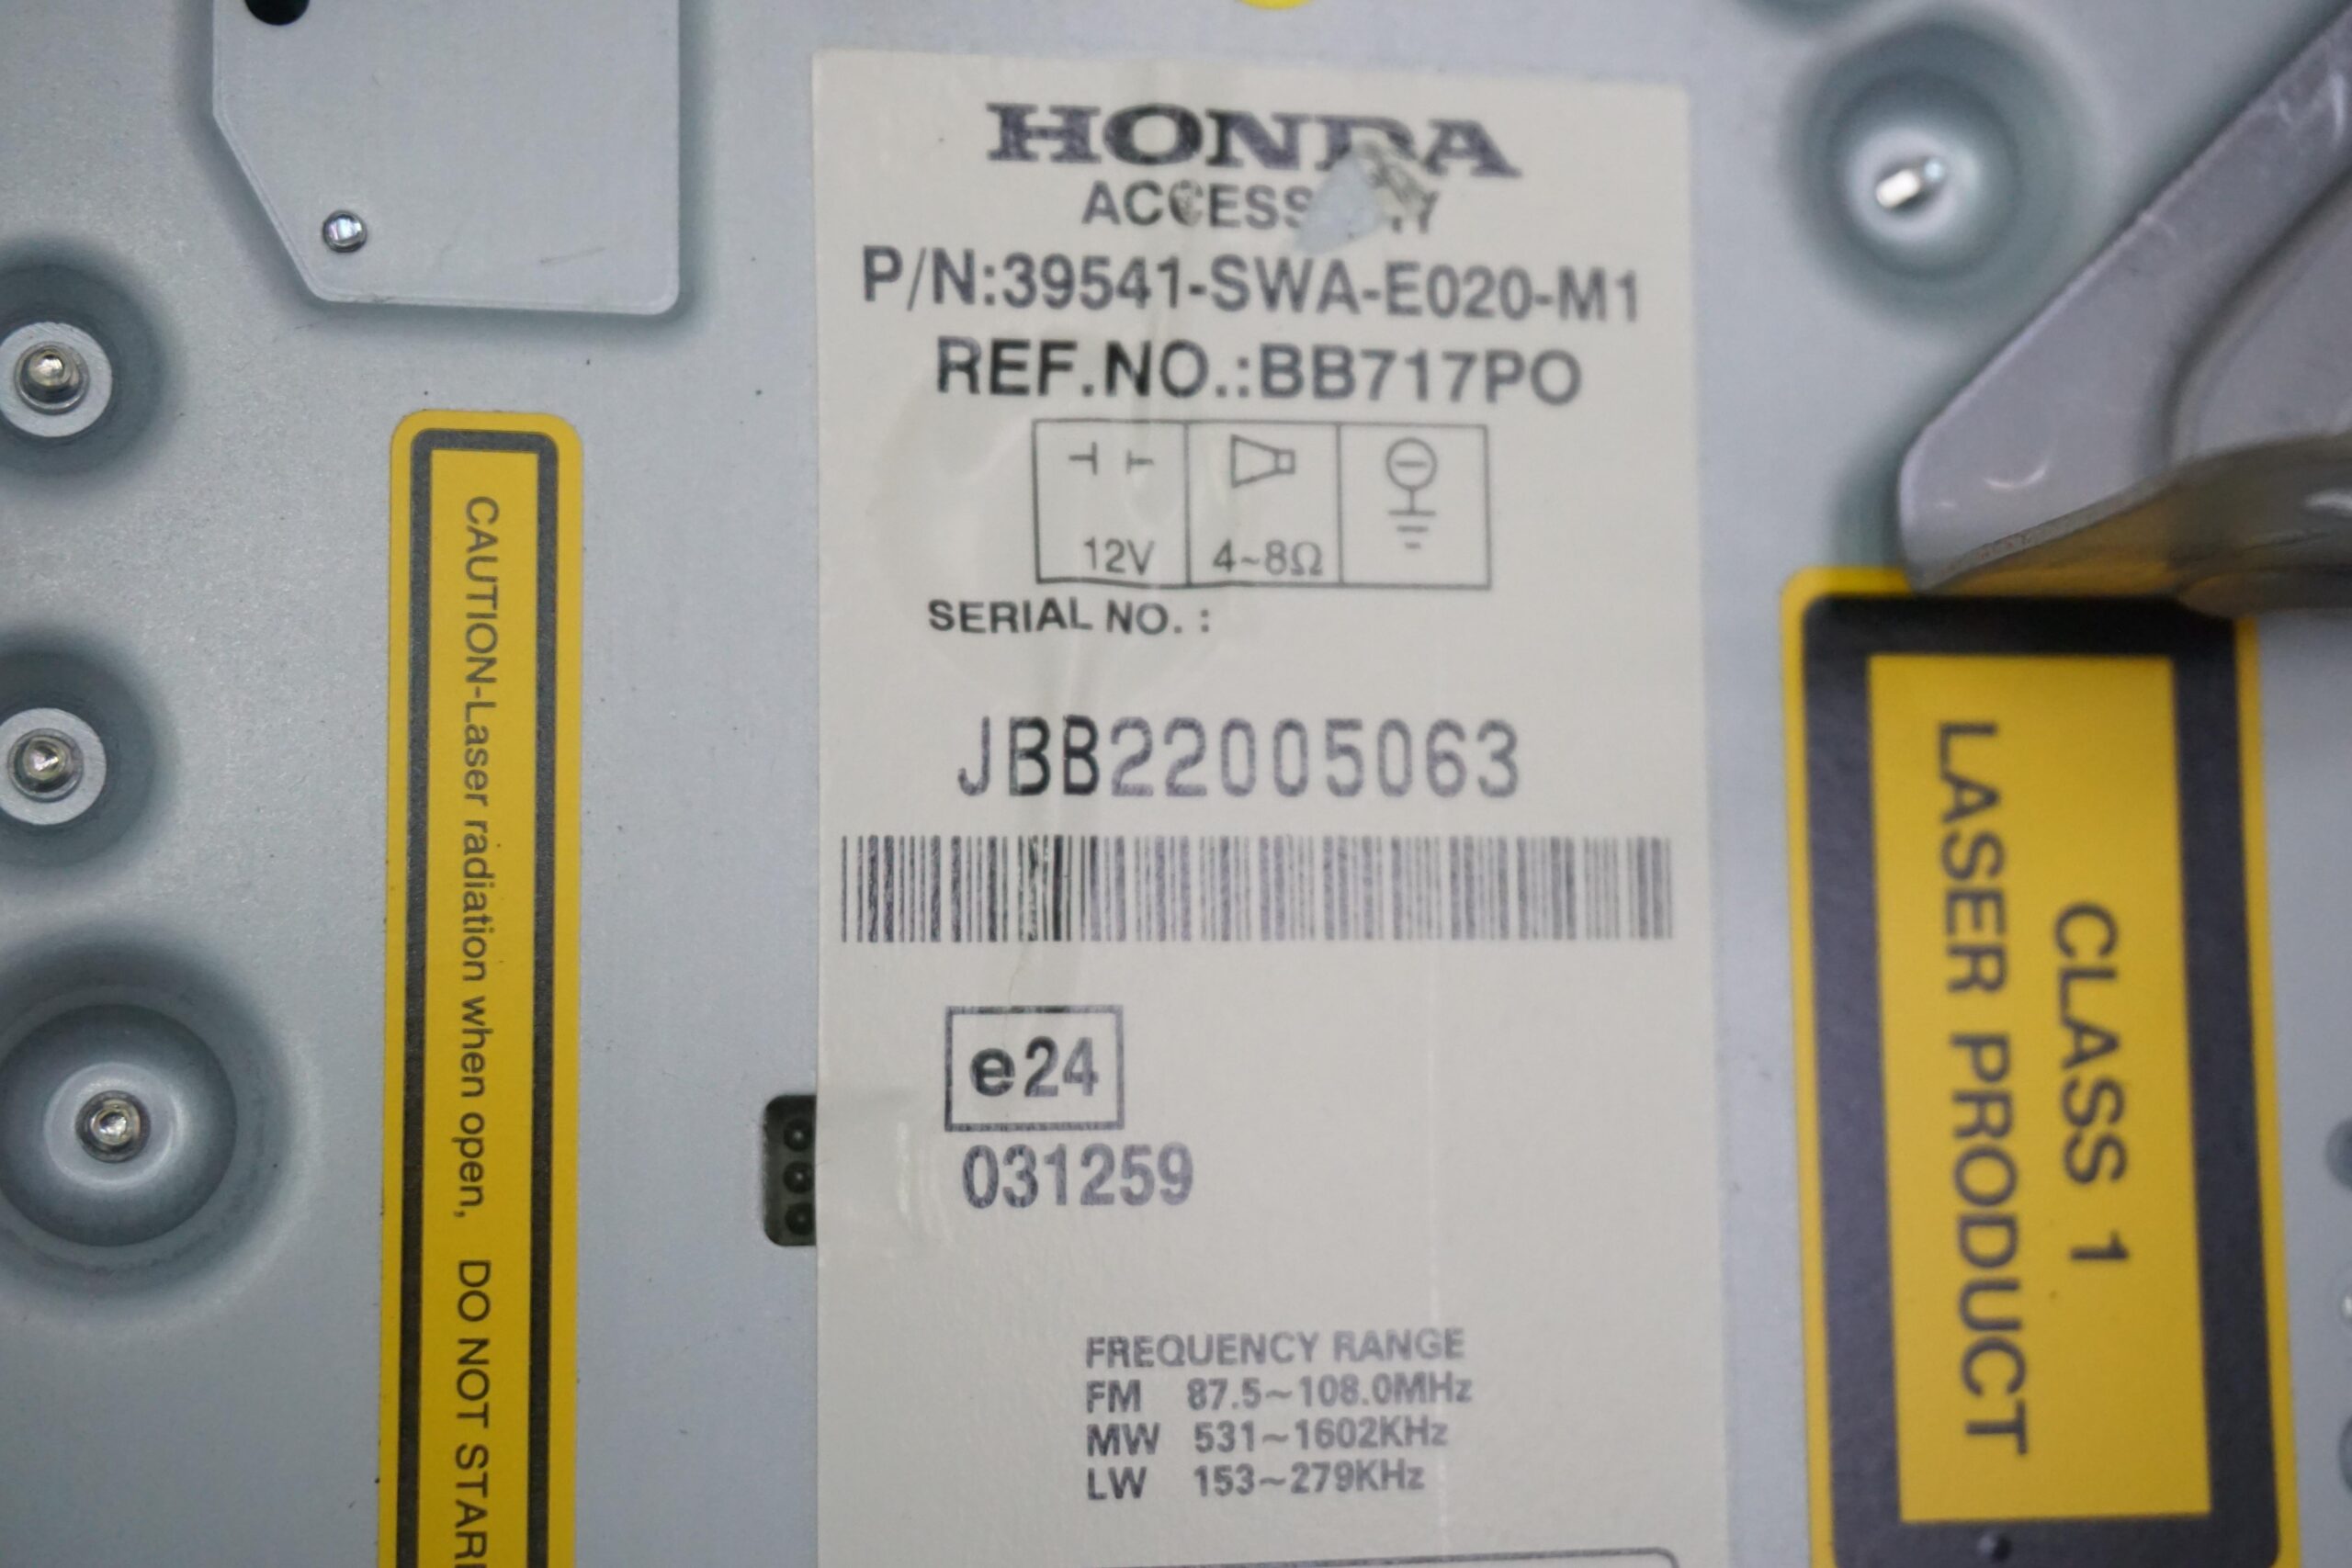 HONDA
ACCESSORY
P/N:39541-SWA-E020-M1
REF.NO.:BB717PO
12V
4~8Ω
SERIAL NO. :
JBB22005063
e24
031259
FREQUENCY RANGE
FM 87.5~108.0MHz
MW 531~1602KHz
LW 153~279KHz
CAUTION-Laser radiation when open, DO NOT STAR
CLASS 1
LASER PRODUCT